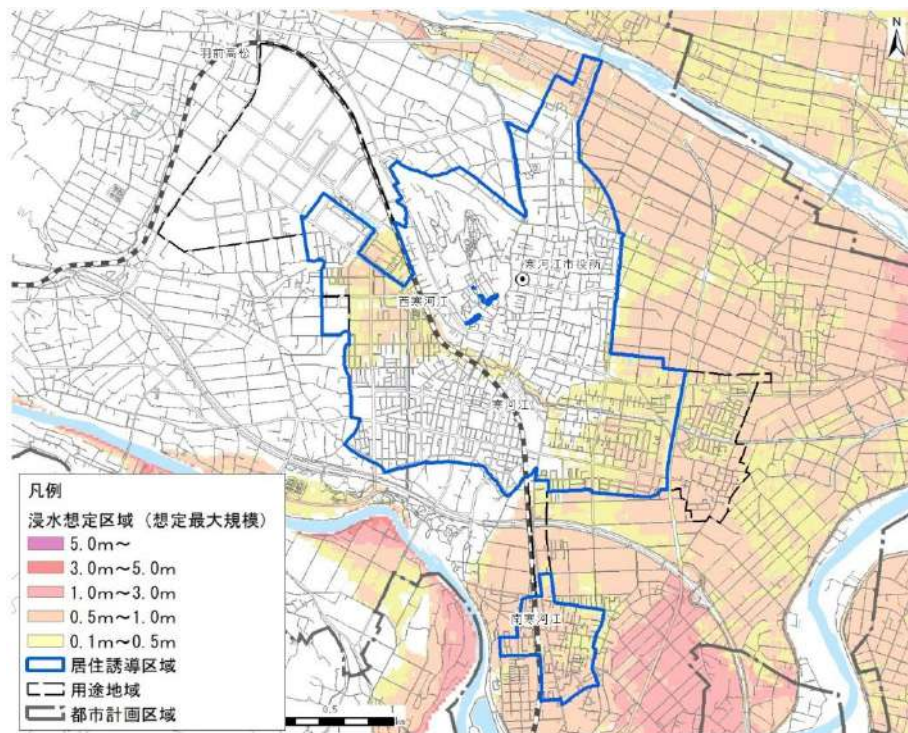 N
羽前高松
寒河江市役所
西寒河江
寒河江
南寒河江
凡例
浸水想定区域（想定最大規模）
5.0m～
3.0m～5.0m
1.0m～3.0m
0.5m～1.0m
0.1m～0.5m
居住誘導区域
用途地域
都市計画区域
0.5
1